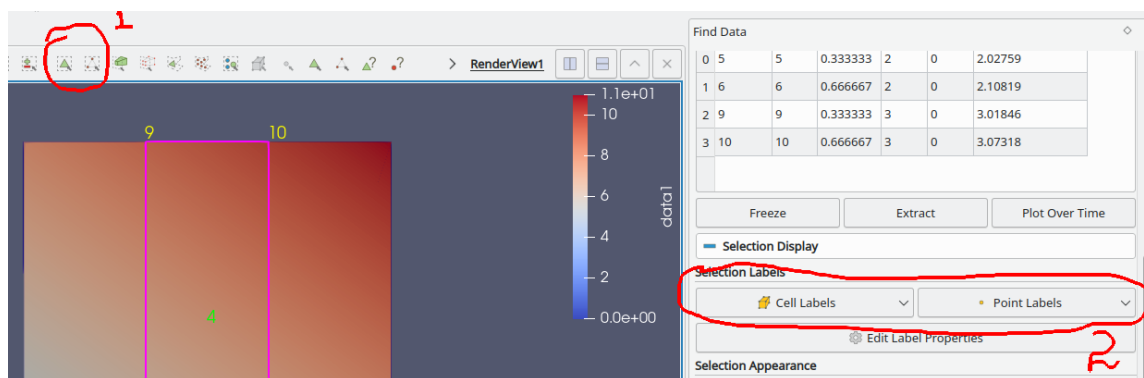 1
Find Data
RenderView1
0 5 5 0.333333 2 0 2.02759
1 6 6 0.666667 2 0 2.10819
2 9 9 0.333333 3 0 3.01846
3 10 10 0.666667 3 0 3.07318
1.1e+01
10
8
6
4
2
0.0e+00
data1
9 10
6
Freeze Extract Plot Over Time
Selection Display
Selection Labels
Cell Labels Point Labels
Edit Label Properties
2
Selection Appearance